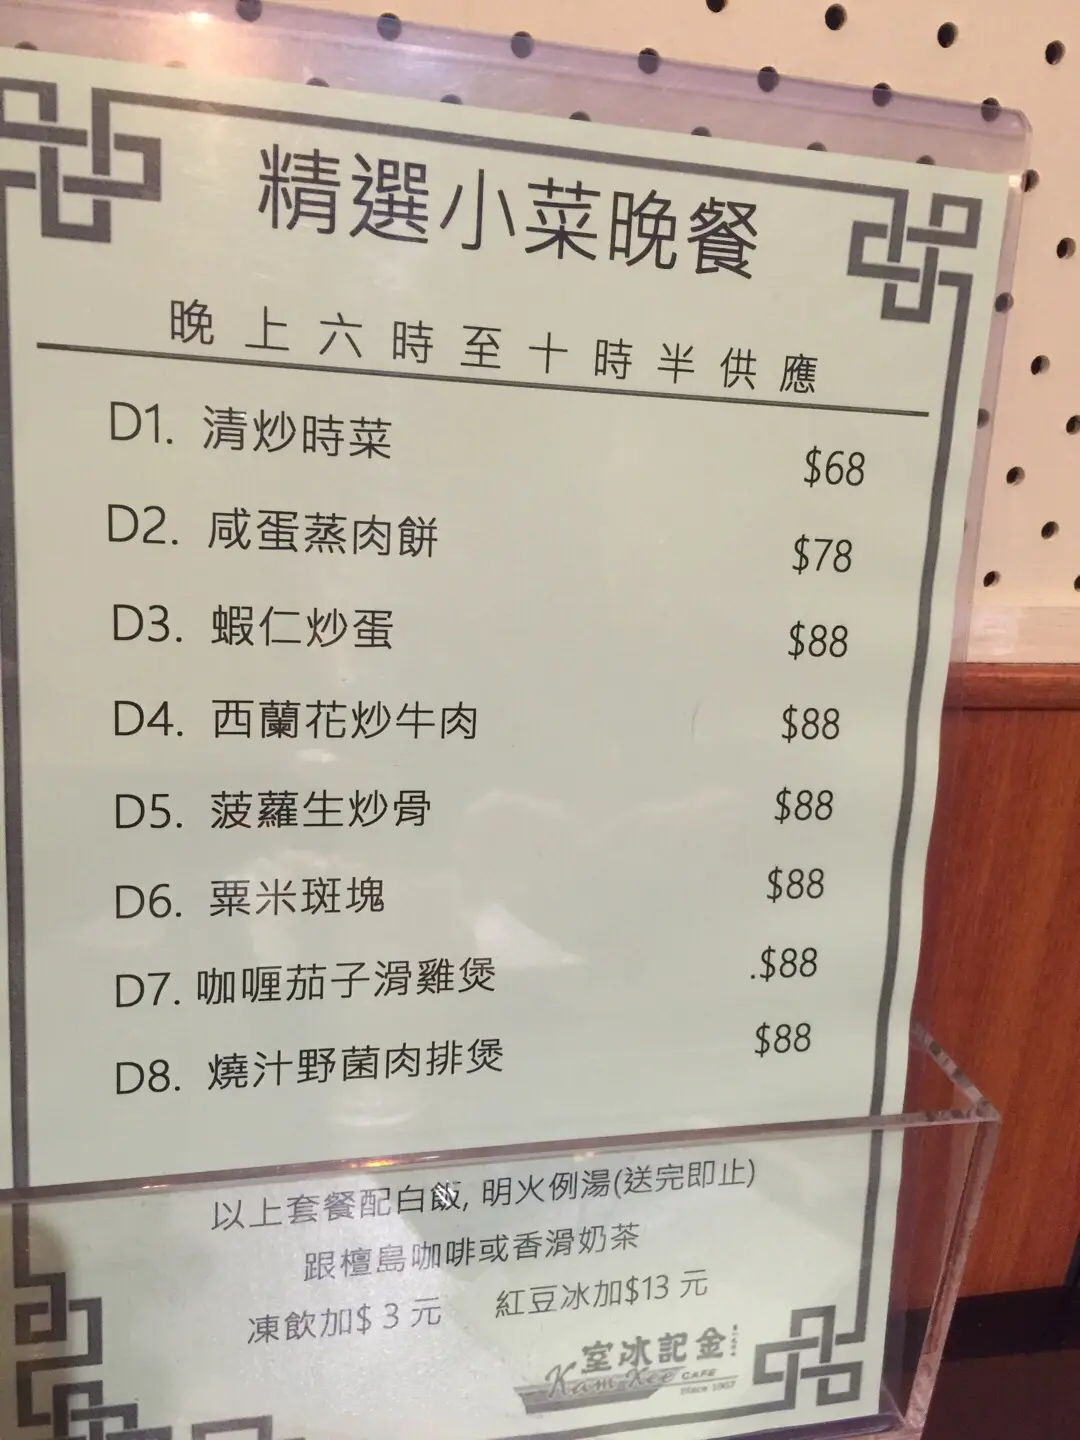 精選小菜晚餐
晚上六時至十時半供應
D1. 清炒時菜 $68
D2. 咸蛋蒸肉餅 $78
D3. 蝦仁炒蛋 $88
D4. 西蘭花炒牛肉 $88
D5. 菠蘿生炒骨 $88
D6. 粟米斑塊 $88
D7. 咖喱茄子滑雞煲 .$88
D8. 燒汁野菌肉排煲 $88
以上套餐配白飯, 明火例湯(送完即止)
跟檀島咖啡或香滑奶茶
凍飲加$ 3 元 紅豆冰加$13 元
室冰記金
Kam Kee CAFE
Since 1967